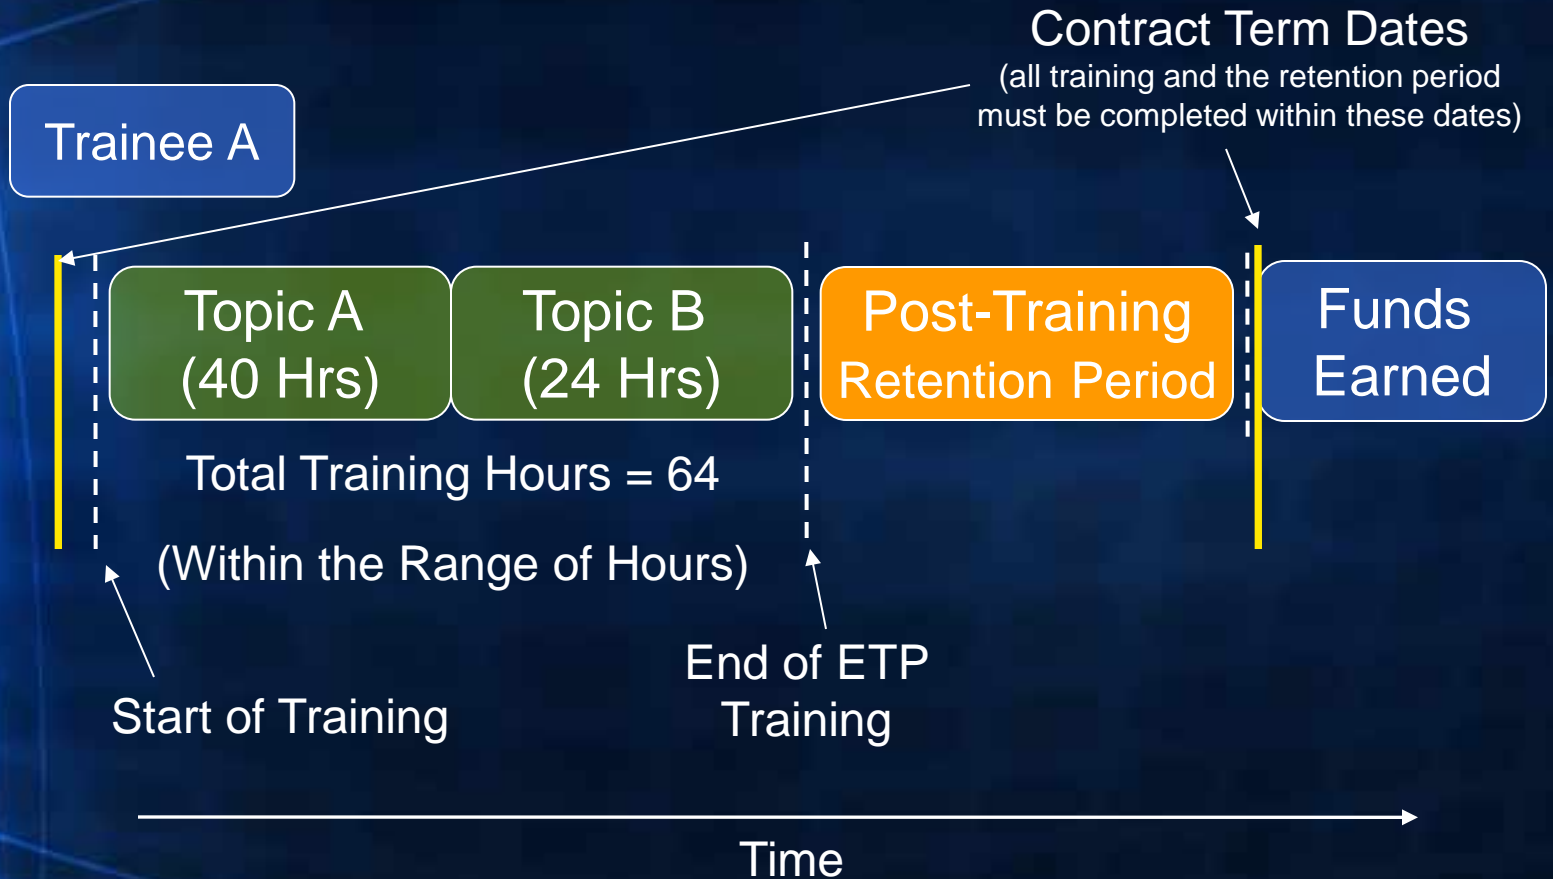 Contract Term Dates
(all training and the retention period
must be completed within these dates)
Trainee A
Topic A
(40 Hrs)
Topic B
(24 Hrs)
Post-Training
Retention Period
Funds
Earned
Total Training Hours = 64
(Within the Range of Hours)
Start of Training
End of ETP
Training
Time